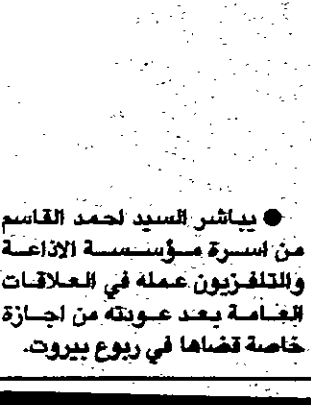 ● يباشر السيد احمد القاسم
من اسرة مؤسسة الاذاعة
والتلفزيون عمله في العلاقات
العامة بعد عودته من اجازة
خاصة قضاها في ربوع بيروت.